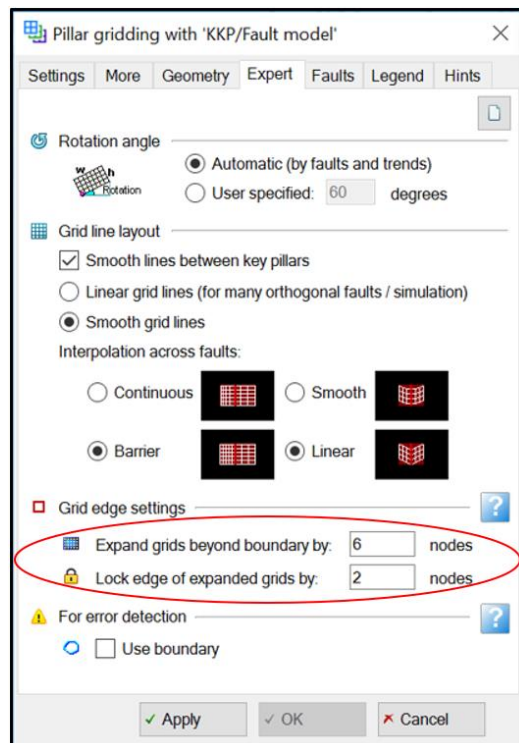 Pillar gridding with 'KKP/Fault model'
Settings More Geometry Expert Faults Legend Hints
Rotation angle
w h
Rotation
Automatic (by faults and trends)
User specified: 60 degrees
Grid line layout
Smooth lines between key pillars
Linear grid lines (for many orthogonal faults / simulation)
Smooth grid lines
Interpolation across faults:
Continuous Smooth
Barrier Linear
Grid edge settings ?
Expand grids beyond boundary by: 6 nodes
Lock edge of expanded grids by: 2 nodes
For error detection ?
Use boundary
Apply OK Cancel